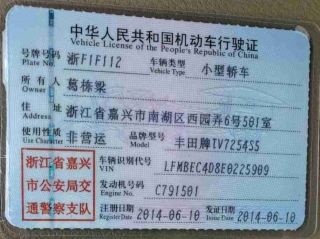 中华人民共和国机动车行驶证
Vehicle License of the People's Republic of China
号牌号码 浙F1F112 车辆类型 小型轿车
Plate No. Vehicle Type
所有人 葛栋梁
Owner
住址 浙江省嘉兴市南湖区西园弄6号501室
Address
使用性质 非营运 品牌型号 丰田牌TV7254S5
Use Character Model
浙江省嘉兴
市公安局交
通警察支队
车辆识别代号 LFMBEC4D8E0225909
VIN
发动机号码 C791501
Engine No.
注册日期 2014-06-10 发证日期 2014-06-10
Register Date Issue Date